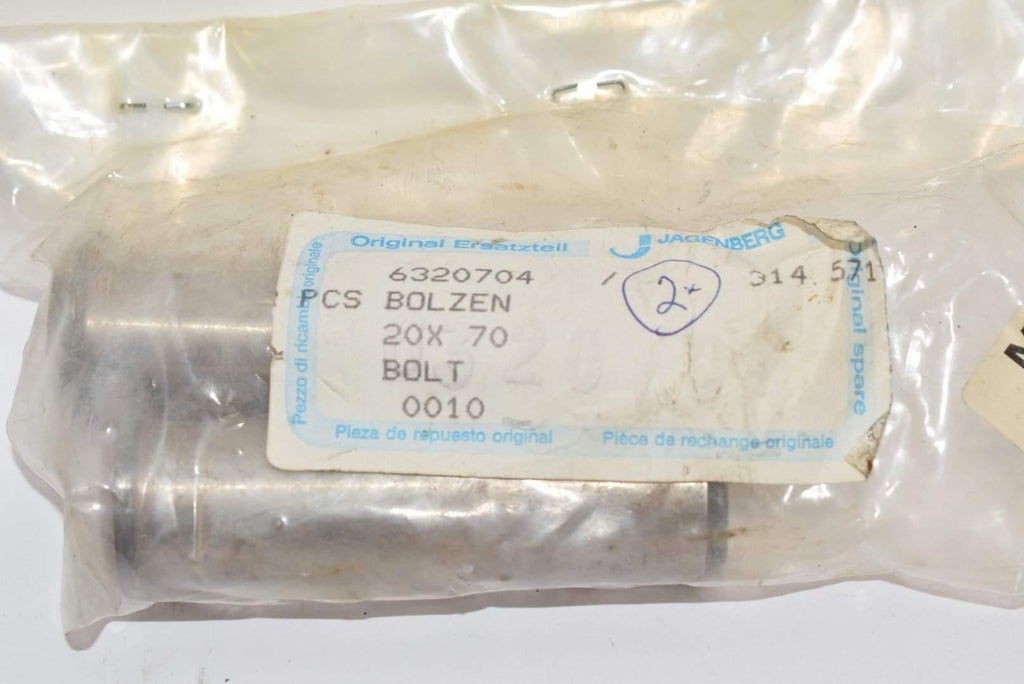 Original Ersatzteil JAGENBERG
6320704 / 314.571
PCS BOLZEN
20X 70
BOLT
0010
2x
Pezzo di ricambio originale
Original spare
Pieza de repuesto original Pièce de rechange originale